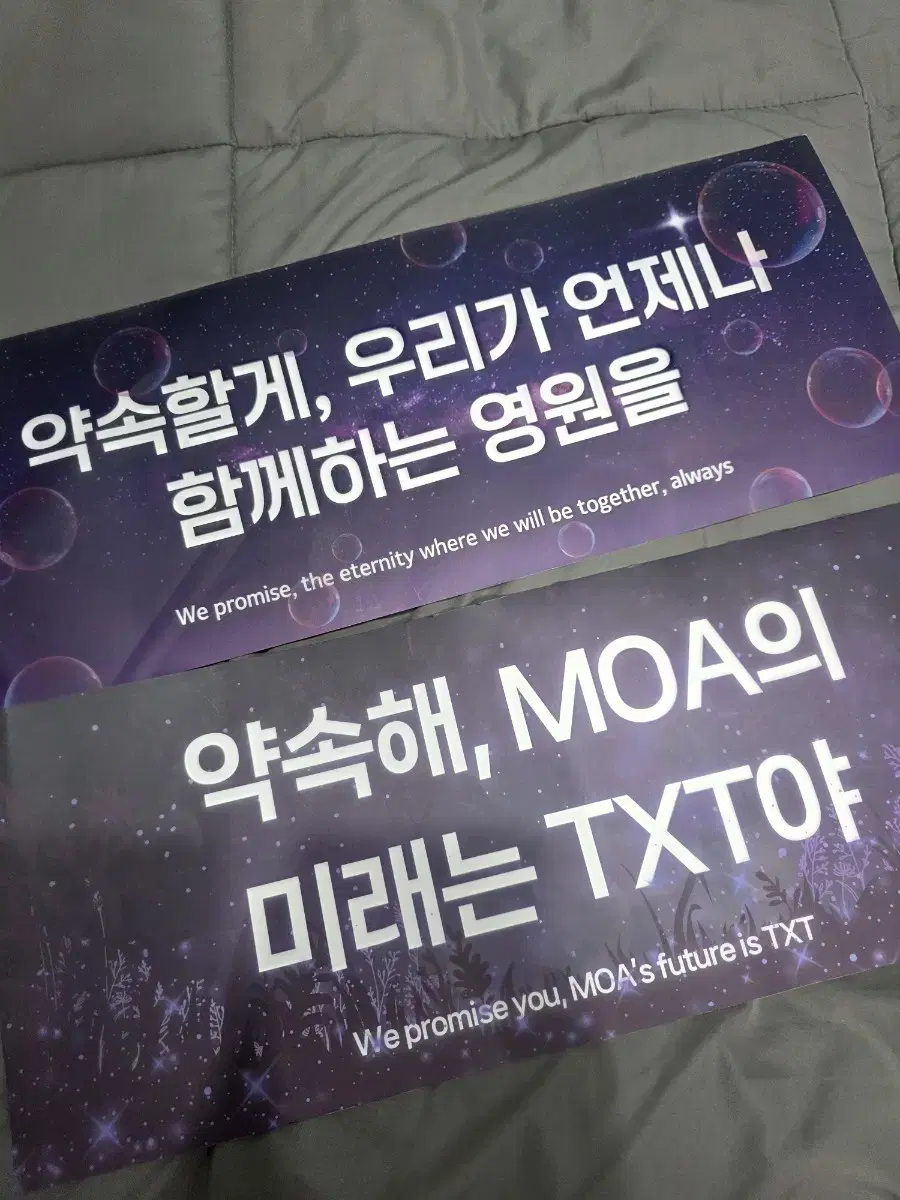 약속할게, 우리가 언제나
함께하는 영원을
We promise, the eternity where we will be together, always
약속해, MOA의
미래는 TXT야
We promise you, MOA's future is TXT